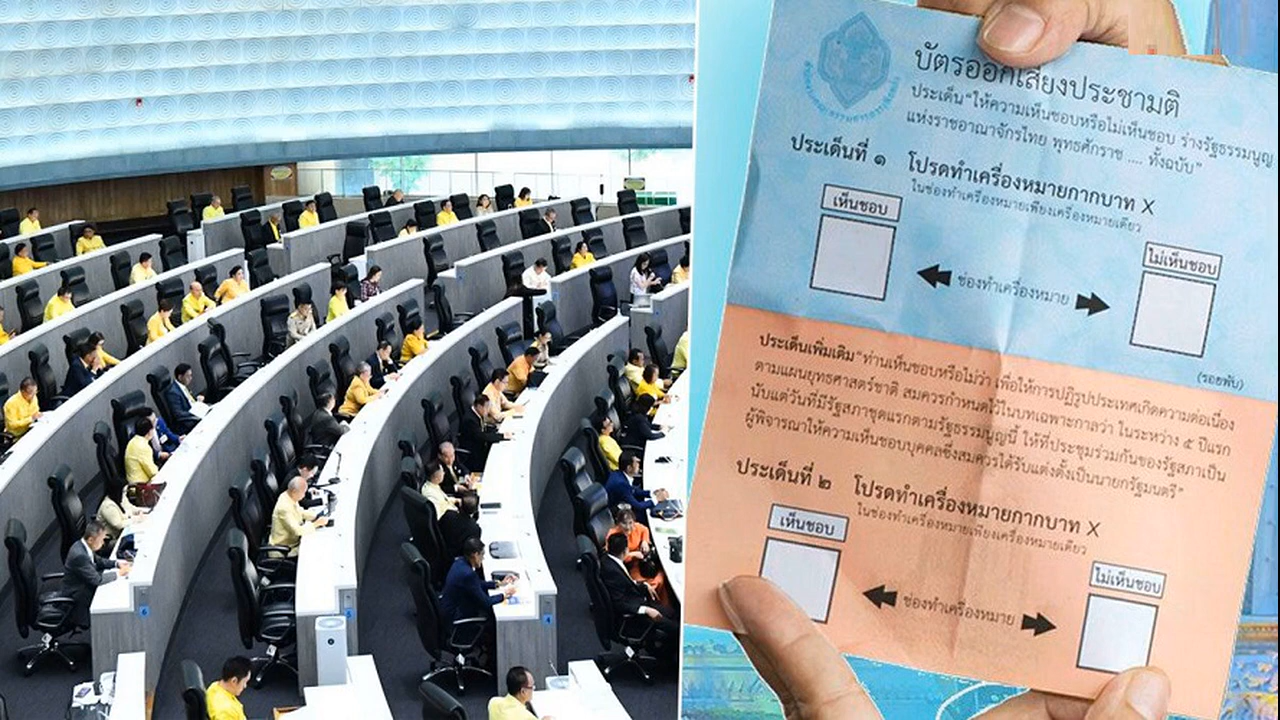 บัตรออกเสียงประชามติ
ประเด็น “ให้ความเห็นชอบหรือไม่เห็นชอบ ร่างรัฐธรรมนูญ
แห่งราชอาณาจักรไทย พุทธศักราช .... ทั้งฉบับ”
ประเด็นที่ ๑ โปรดทำเครื่องหมายกากบาท X
ในช่องทำเครื่องหมายเพียงเครื่องหมายเดียว
เห็นชอบ
ไม่เห็นชอบ
ช่องทำเครื่องหมาย
(รอยพับ)
ประเด็นเพิ่มเติม “ท่านเห็นชอบหรือไม่ว่า เพื่อให้การปฏิรูปประเทศเกิดความต่อเนื่อง
ตามแผนยุทธศาสตร์ชาติ สมควรกำหนดไว้ในบทเฉพาะกาลว่า ในระหว่าง ๕ ปีแรก
นับแต่วันที่มีรัฐสภาชุดแรกตามรัฐธรรมนูญนี้ ให้ที่ประชุมร่วมกันของรัฐสภาเป็น
ผู้พิจารณาให้ความเห็นชอบบุคคลซึ่งสมควรได้รับแต่งตั้งเป็นนายกรัฐมนตรี”
ประเด็นที่ ๒ โปรดทำเครื่องหมายกากบาท X
ในช่องทำเครื่องหมายเพียงเครื่องหมายเดียว
เห็นชอบ
ไม่เห็นชอบ
ช่องทำเครื่องหมาย